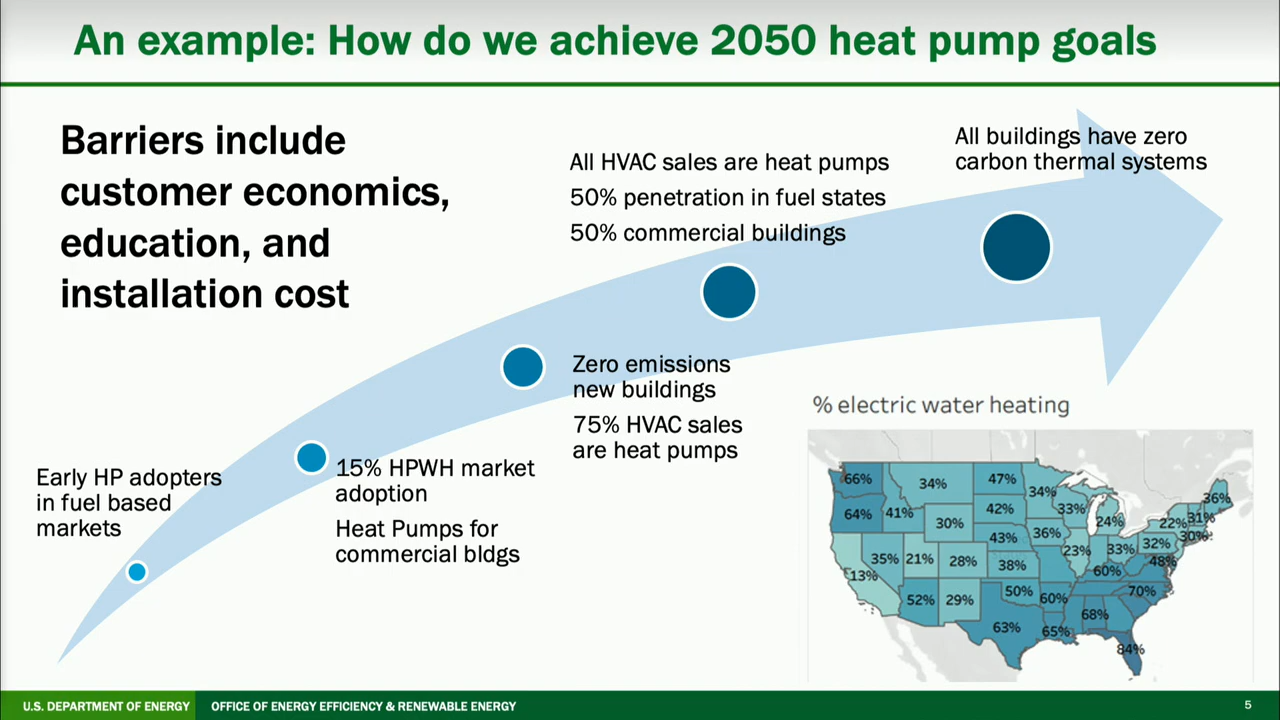 An example: How do we achieve 2050 heat pump goals
Barriers include
customer economics,
education, and
installation cost
Early HP adopters
in fuel based
markets
15% HPWH market
adoption
Heat Pumps for
commercial bldgs
Zero emissions
new buildings
75% HVAC sales
are heat pumps
All HVAC sales are heat pumps
50% penetration in fuel states
50% commercial buildings
All buildings have zero
carbon thermal systems
% electric water heating
66%
34%
47%
34%
36%
64%
41%
30%
42%
33%
24%
22%
31%
30%
43%
36%
23%
33%
32%
48%
13%
35%
21%
28%
38%
60%
52%
29%
50%
60%
70%
63%
65%
68%
84%
U.S. DEPARTMENT OF ENERGY
OFFICE OF ENERGY EFFICIENCY & RENEWABLE ENERGY
5